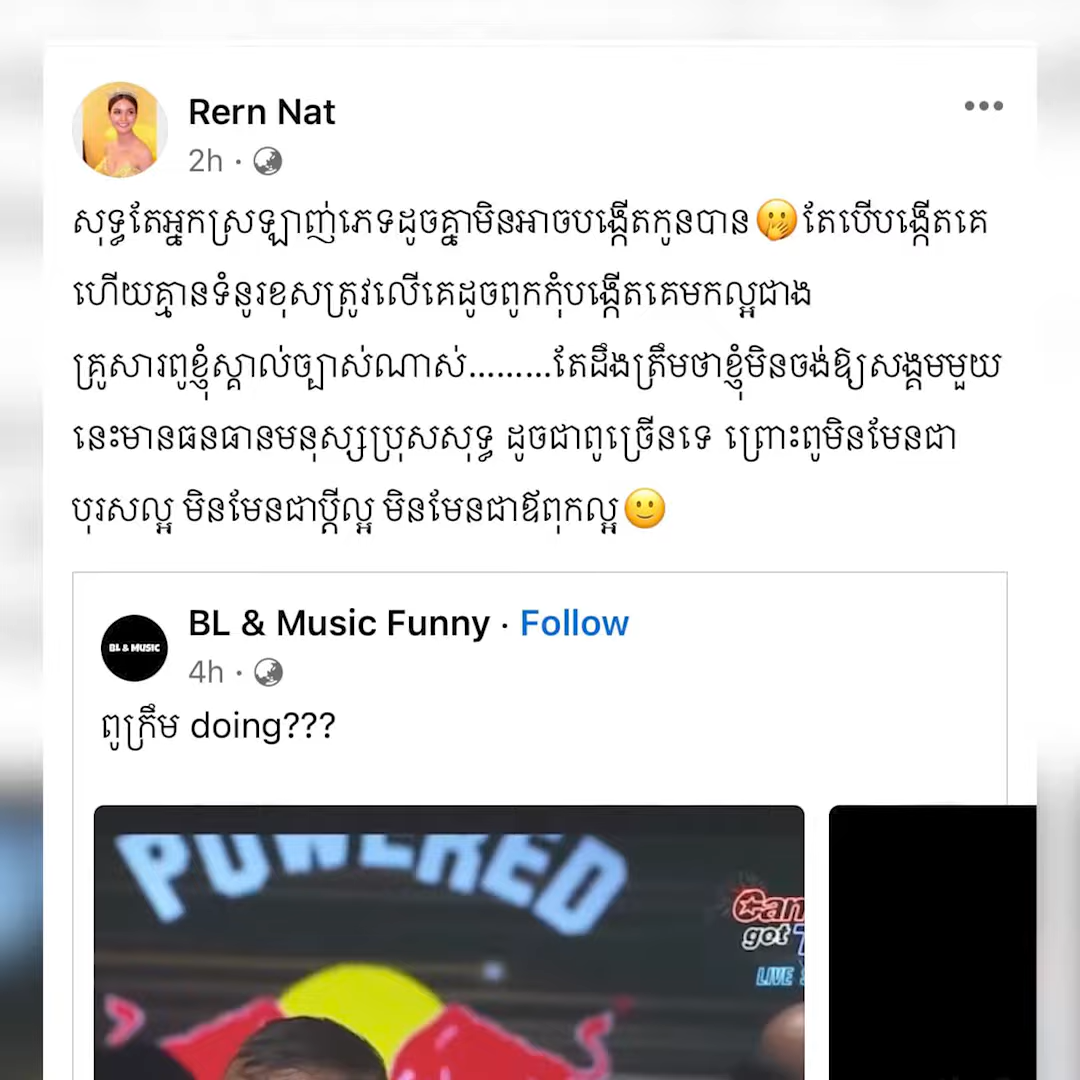 Rern Nat
2h ·
សុទ្ធតែអ្នកស្រឡាញ់ភេទដូចគ្នាមិនអាចបង្កើតកូនបាន🤭តែបើបង្កើតគេ
ហើយគ្មានទំនូរខុសត្រូវលើគេដូចពូកកុំបង្កើតគេមកល្អជាង
គ្រូសារពូខ្ញុំស្គាល់ច្បាស់ណាស់.........តែដឹងត្រឹមថាខ្ញុំមិនចង់ឱ្យសង្គមមួយ
នេះមានធនធានមនុស្សប្រុសសុទ្ធ ដូចជាពូច្រើនទេ ព្រោះពូមិនមែនជា
បុរសល្អ មិនមែនជាប្ដីល្អ មិនមែនជាឪពុកល្អ🙂
BL & MUSIC
BL & Music Funny · Follow
4h ·
ពូក្រឹម doing???
POWERED
got
LIVE